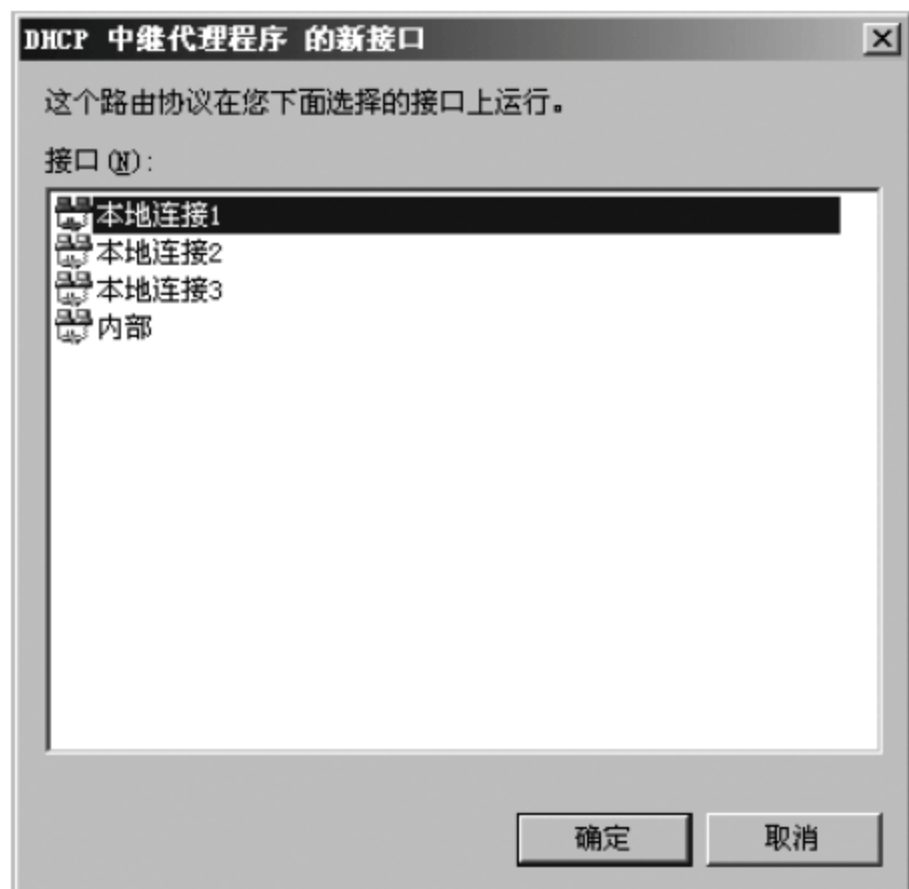 DHCP 中继代理程序 的新接口
这个路由协议在您下面选择的接口上运行。
接口(N):
本地连接1
本地连接2
本地连接3
内部
确定
取消